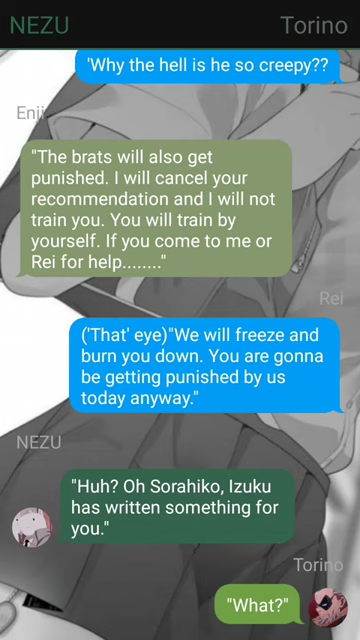 NEZU
Torino
'Why the hell is he so creepy??
Enji
"The brats will also get
punished. I will cancel your
recommendation and I will not
train you. You will train by
yourself. If you come to me or
Rei for help........"
Rei
('That' eye)"We will freeze and
burn you down. You are gonna
be getting punished by us
today anyway."
NEZU
"Huh? Oh Sorahiko, Izuku
has written something for
you."
Torino
"What?"